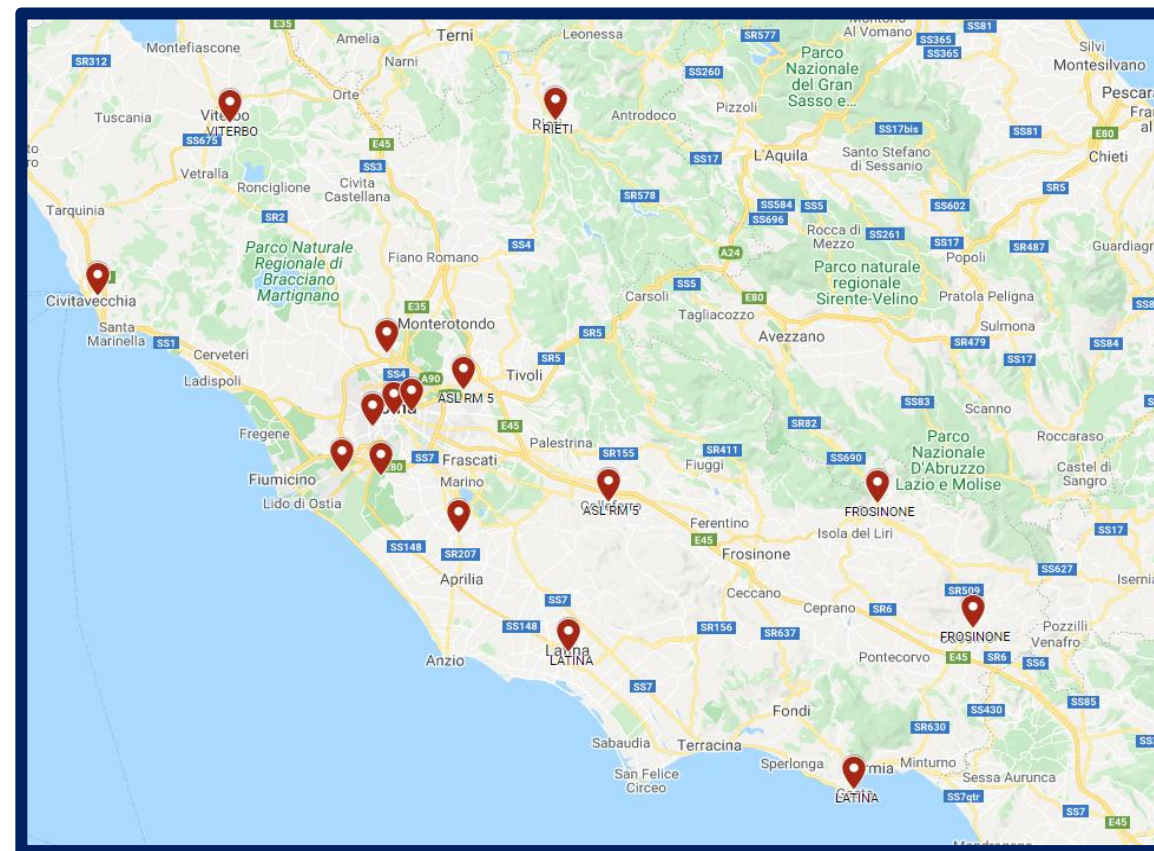 E35
Amelia
Terni
Leonessa
SR577
Al Vomano
SS81
SS365
SS365
Silvi
Montesilvano
Montefiascone
SR312
Narni
SS260
Parco
Nazionale
del Gran
Sasso e...
Orte
Tuscania
VITERBO
SS675
E45
RIETI
Antrodoco
Pizzoli
SS17bis
SS81
E80
Chieti
SS3
SS17
L'Aquila
Santo Stefano
di Sessanio
Vetralla
Ronciglione
Civita
Castellana
SR578
SR5
Tarquinia
SR2
SS584
SS5
SS696
SS602
Rocca di
Mezzo
SS261
SS17
Popoli
SR487
Parco Naturale
Regionale di
Bracciano
Martignano
Fiano Romano
SS4
A24
SS5
Parco naturale
regionale
Sirente-Velino
Civitavecchia
E35
Carsoli
E80
Tagliacozzo
Pratola Peligna
Santa
Marinella
SS1
Monterotondo
SR5
Avezzano
Sulmona
SR479
SS84
SS17
Cerveteri
Ladispoli
SS4
A90
SR5
Tivoli
ASL RM 5
SS83
Scanno
Fregene
E45
SR82
Palestrina
SR155
SR411
SS690
Parco
Nazionale
D'Abruzzo
Lazio e Molise
Roccaraso
Fiumicino
E80
SS7
Frascati
Marino
Fiuggi
Castel di
Sangro
Lido di Ostia
ASL RM 5
FROSINONE
Ferentino
Isola del Liri
SS17
SS148
SR207
E45
Frosinone
SS627
Aprilia
Ceccano
SR509
SS7
Ceprano
SR6
SS148
SR156
SR637
FROSINONE
Pozzilli
Venafro
Anzio
LATINA
Pontecorvo
E45
SR6
SS6
SS7
SS85
Fondi
SS430
SR630
Sabaudia
Terracina
Sperlonga
Minturno
San Felice
Circeo
Sessa Aurunca
LATINA
SS7qtr
SS7
E45